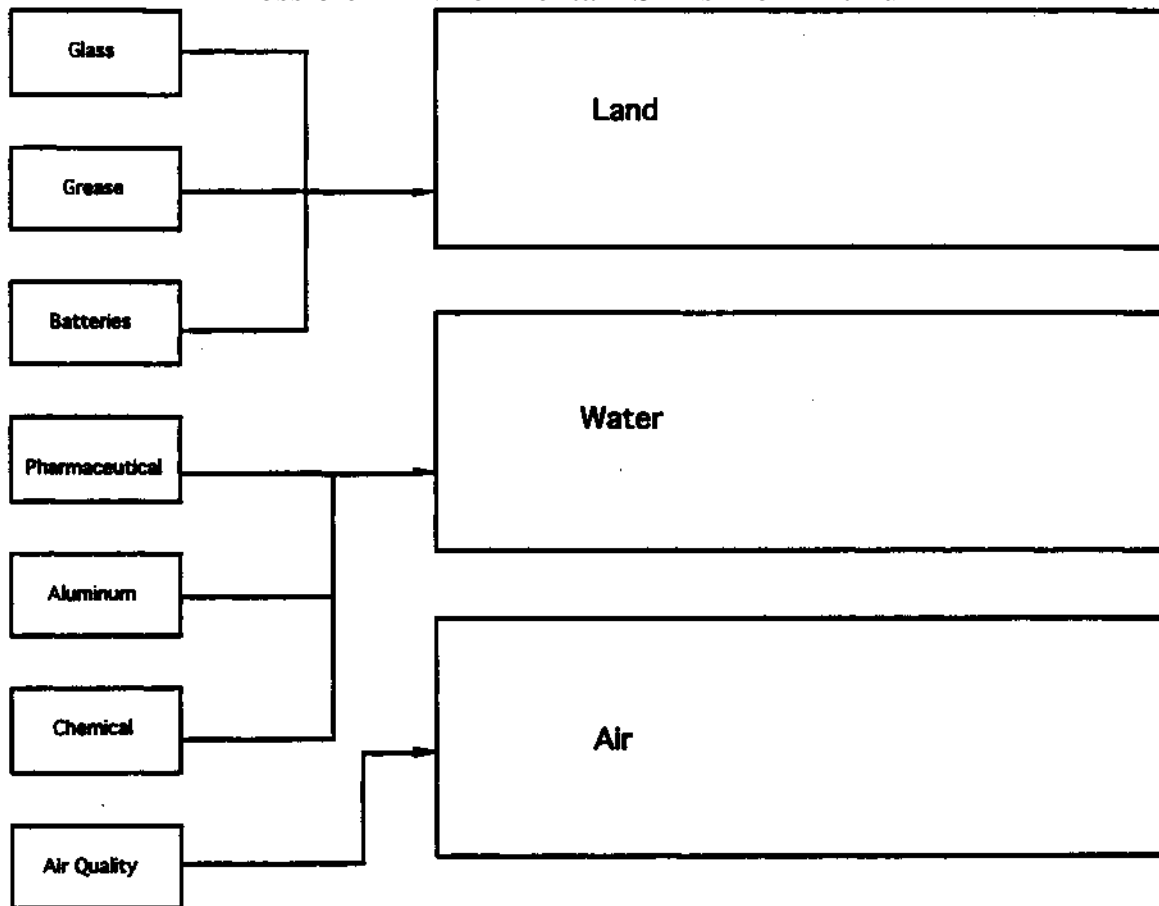 Glass
Land
Grease
Batteries
Water
Pharmaceutical
Aluminum
Chemical
Air
Air Quality